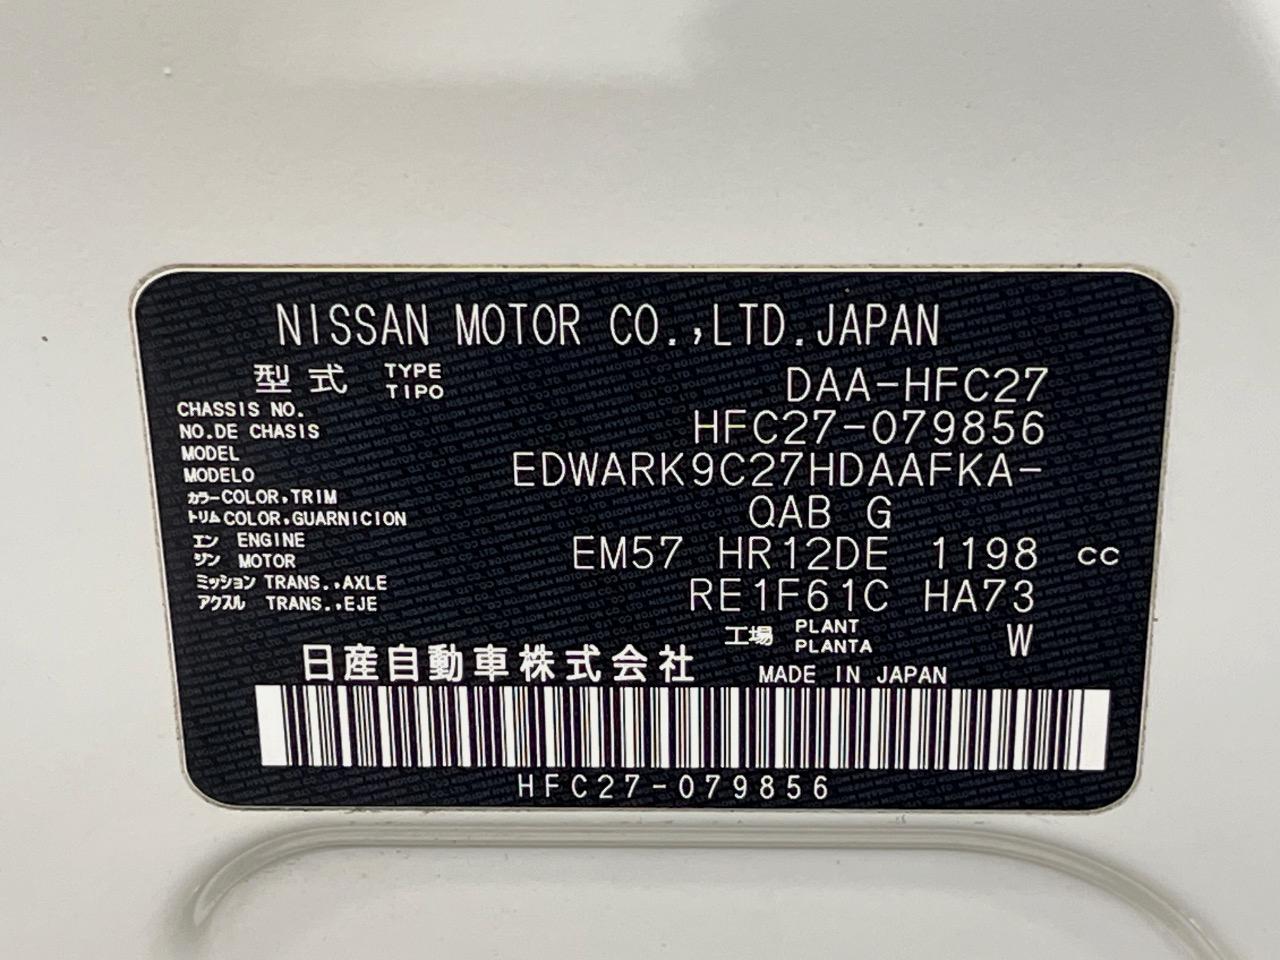 NISSAN MOTOR CO.,LTD.JAPAN
型式 TYPE DAA-HFC27
TIPO
CHASSIS NO. HFC27-079856
NO.DE CHASIS
MODEL EDWARK9C27HDAAFKA-
MODELO
カラー COLOR,TRIM QAB G
トリム COLOR,GUARNICION
エン ENGINE EM57 HR12DE 1198 cc
ジン MOTOR
ミッション TRANS.,AXLE RE1F61C HA73
アクスル TRANS.,EJE
工場 PLANT W
PLANTA
日産自動車株式会社 MADE IN JAPAN
HFC27-079856